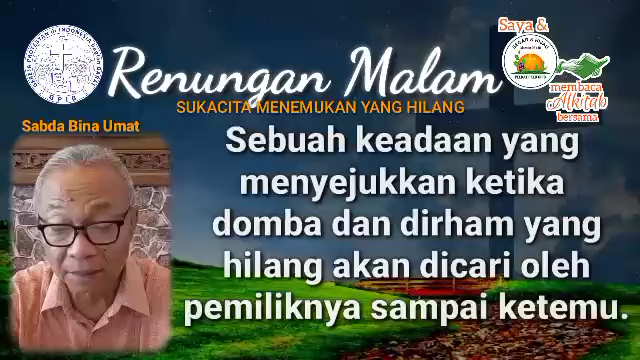 Saya &
Renungan Malam
SUKACITA MENEMUKAN YANG HILANG
membaca
Alkitab
bersama
Sabda Bina Umat
Sebuah keadaan yang
menyejukkan ketika
domba dan dirham yang
hilang akan dicari oleh
pemiliknya sampai ketemu.